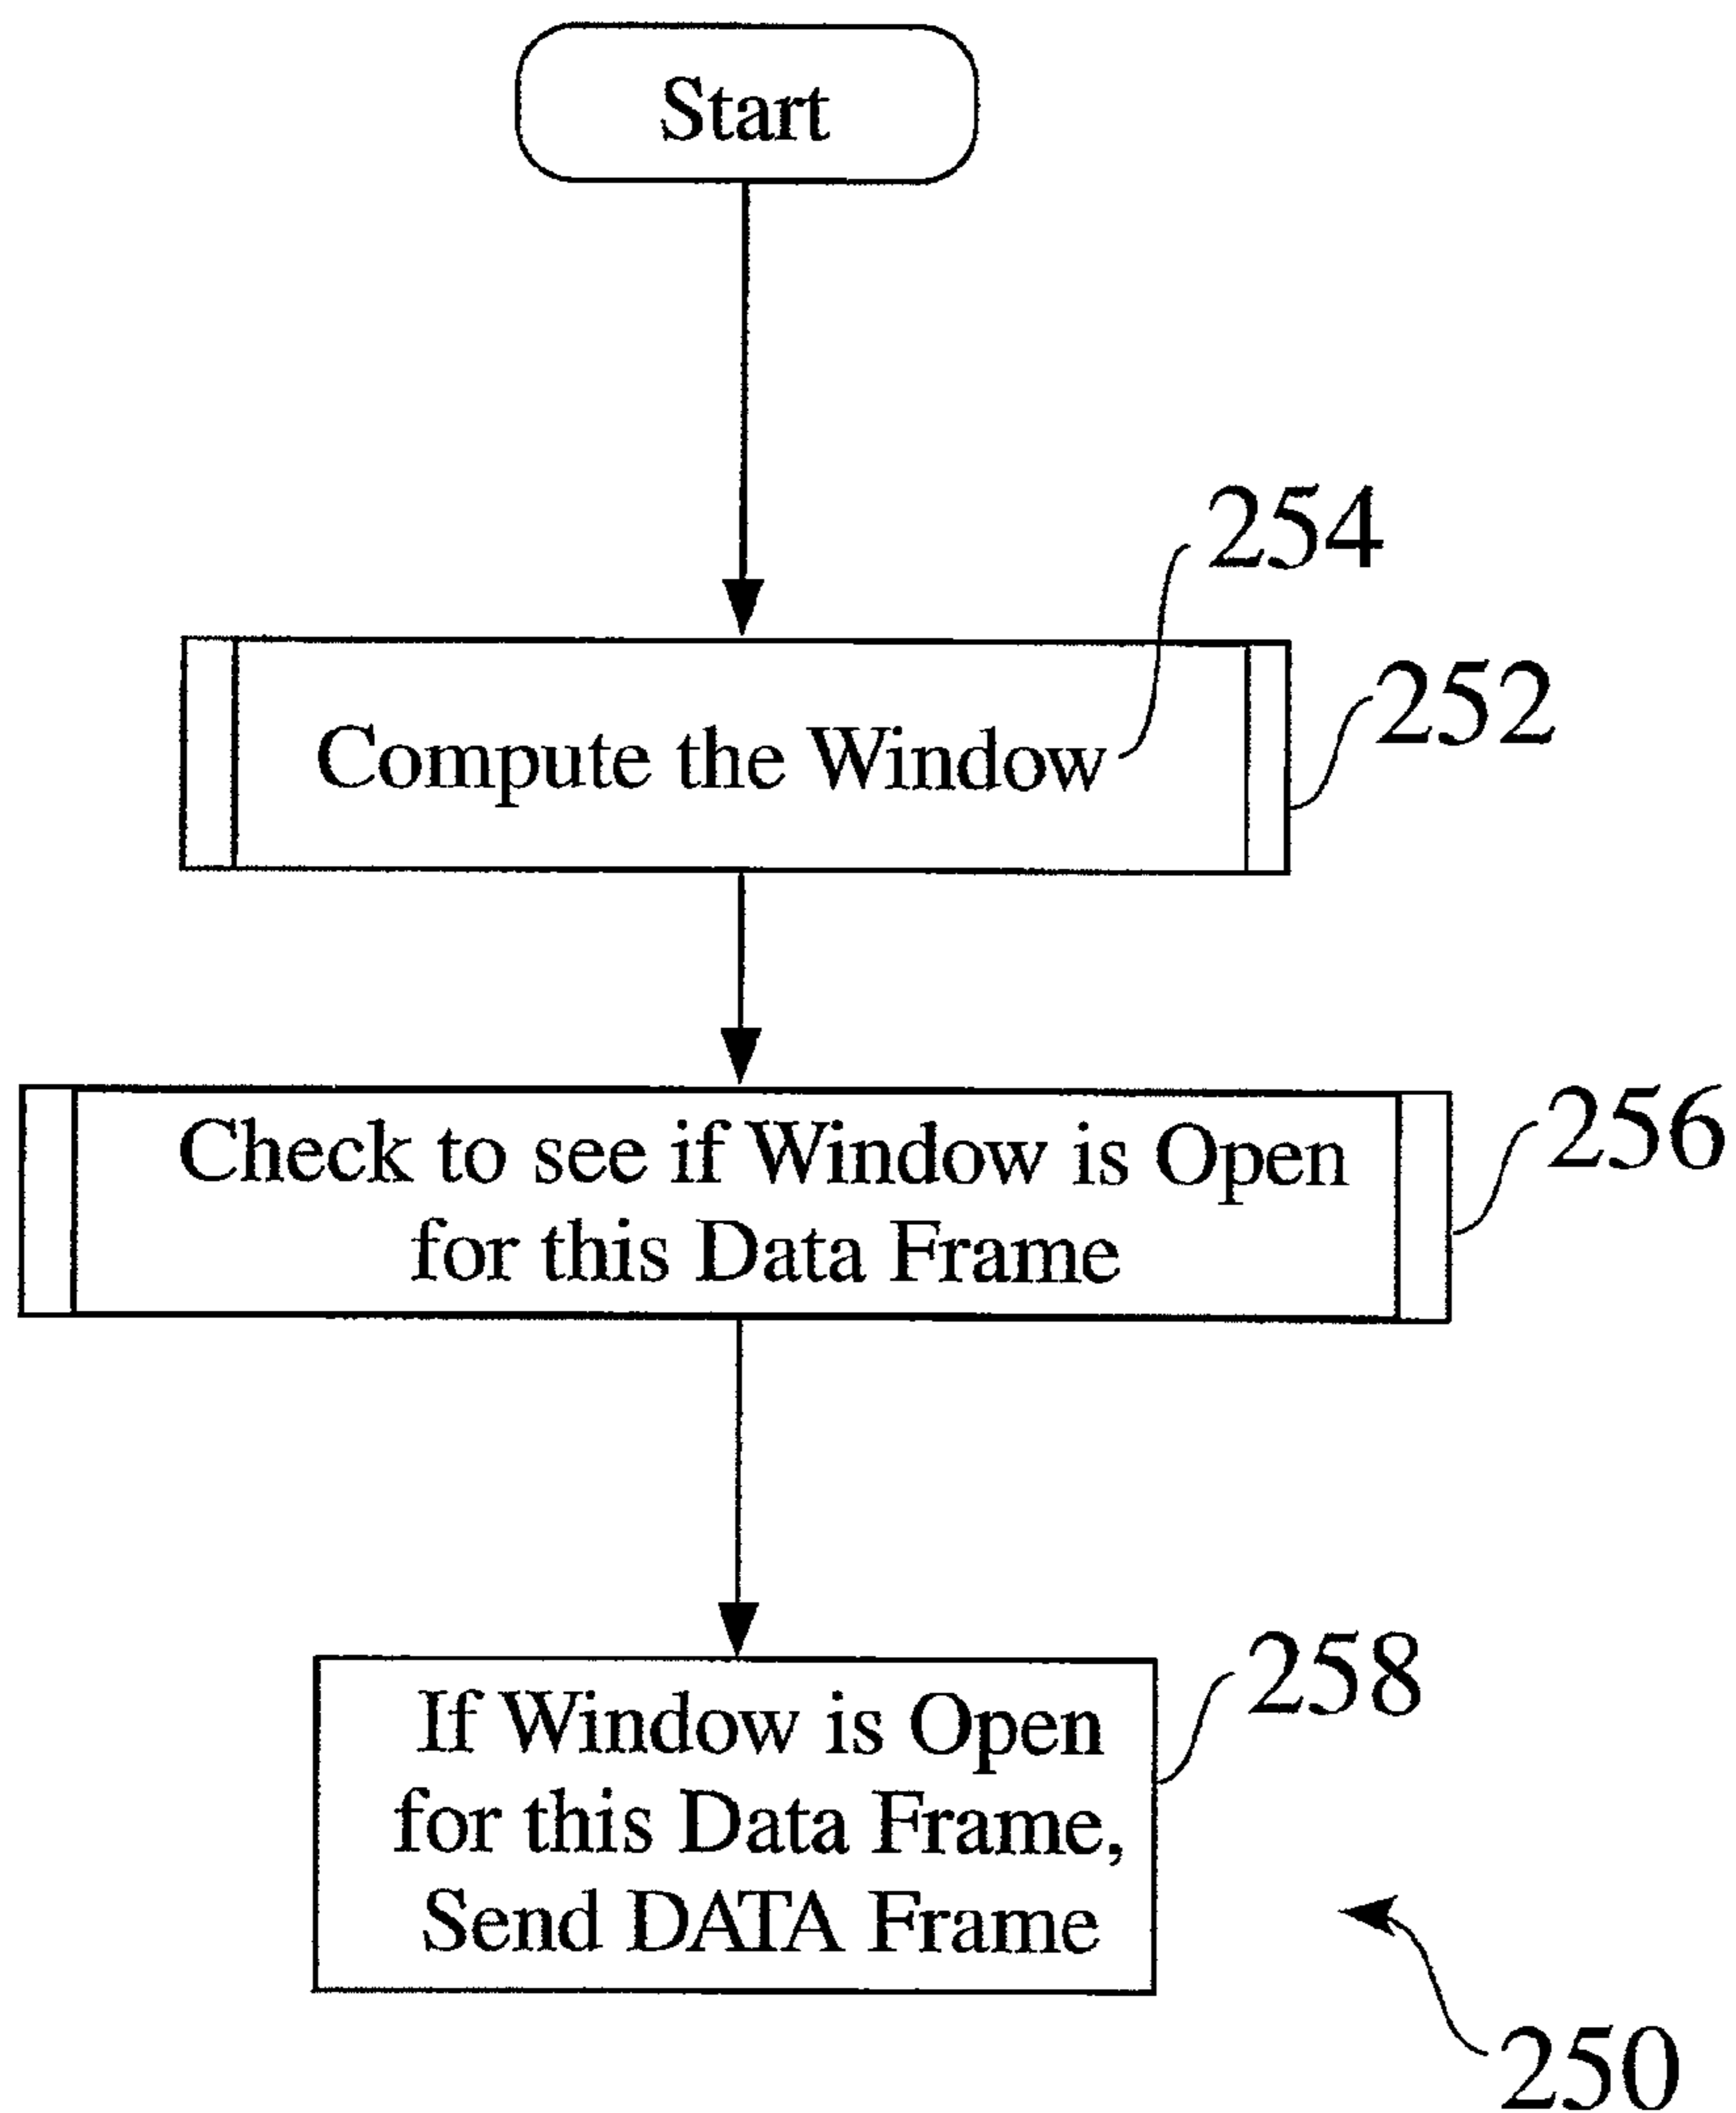 Start
254
252
Compute the Window
256
Check to see if Window is Open
for this Data Frame
258
If Window is Open
for this Data Frame,
Send DATA Frame
250